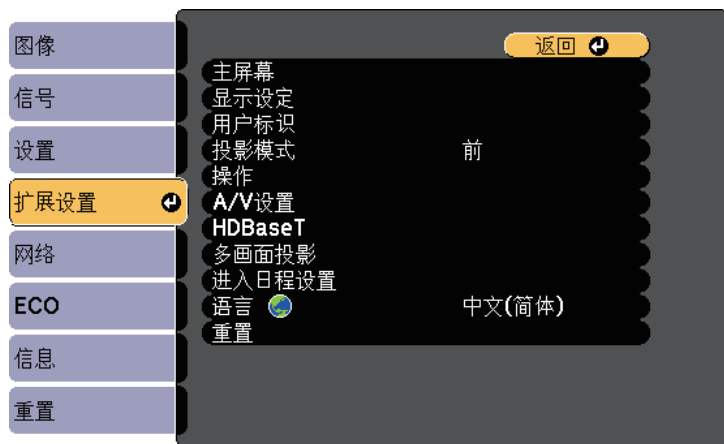 图像
信号
设置
扩展设置
网络
ECO
信息
重置
返回
主屏幕
显示设定
用户标识
投影模式 前
操作
A/V设置
HDBaseT
多画面投影
进入日程设置
语言 中文(简体)
重置